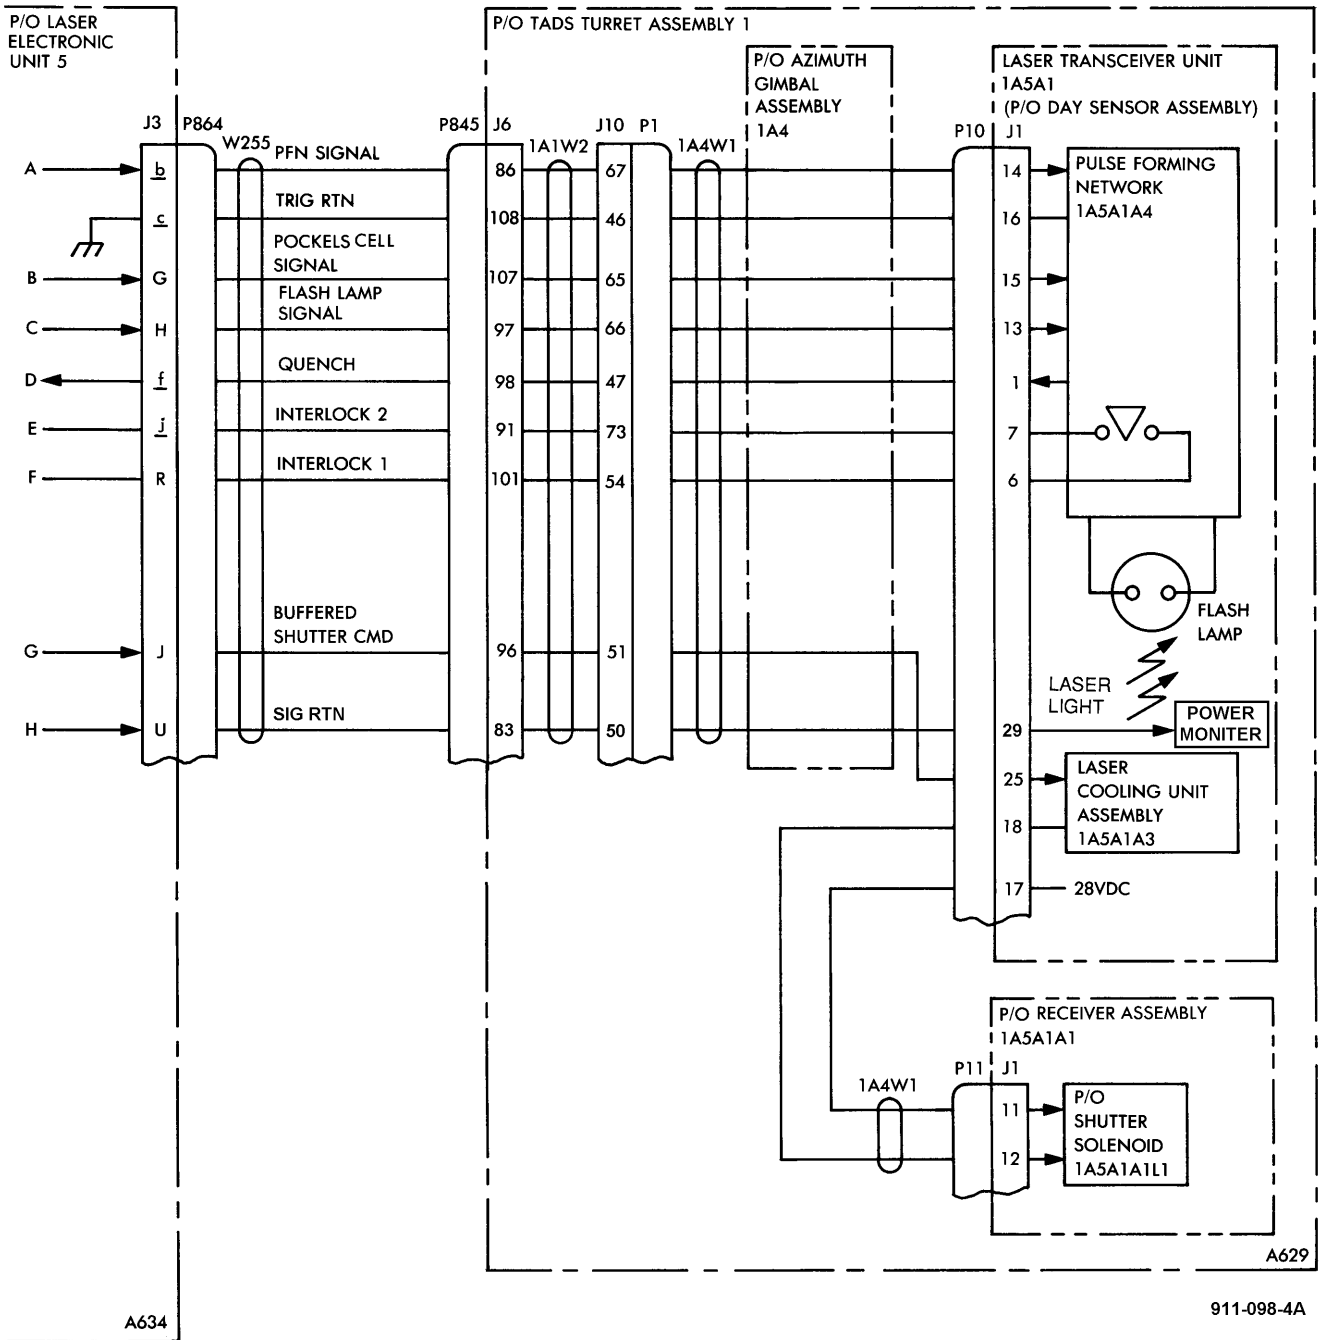 P/O LASER
ELECTRONIC
UNIT 5
P/O TADS TURRET ASSEMBLY 1
P/O AZIMUTH
GIMBAL
ASSEMBLY
1A4
LASER TRANSCEIVER UNIT
1A5A1
(P/O DAY SENSOR ASSEMBLY)
J3 P864 W255 P845 J6 1A1W2 J10 P1 1A4W1 P10 J1
A b PFN SIGNAL 86 67 14
PULSE FORMING
NETWORK
1A5A1A4
c TRIG RTN 108 46 16
B G POCKELS CELL
SIGNAL 107 65 15
C H FLASH LAMP
SIGNAL 97 66 13
D f QUENCH 98 47 1
E j INTERLOCK 2 91 73 7
F R INTERLOCK 1 101 54 6
FLASH
LAMP
G J BUFFERED
SHUTTER CMD 96 51
LASER
LIGHT
H U SIG RTN 83 50 29
POWER
MONITER
25 LASER
COOLING UNIT
ASSEMBLY
1A5A1A3
18
17 28VDC
P/O RECEIVER ASSEMBLY
1A5A1A1
1A4W1 P11 J1
11 12
P/O
SHUTTER
SOLENOID
1A5A1A1L1
A629
A634
911-098-4A